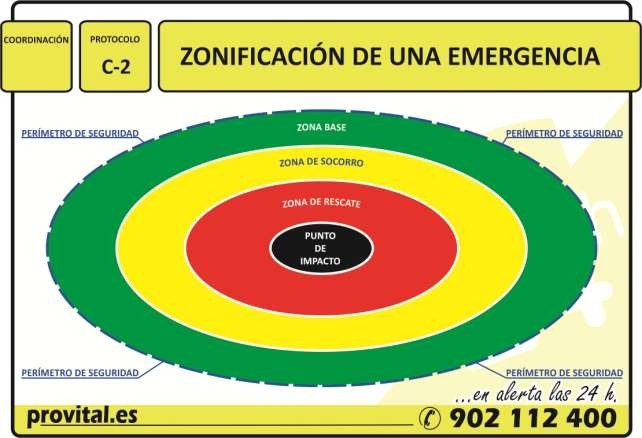 COORDINACIÓN
PROTOCOLO
C-2
ZONIFICACIÓN DE UNA EMERGENCIA
PERÍMETRO DE SEGURIDAD
PERÍMETRO DE SEGURIDAD
ZONA BASE
ZONA DE SOCORRO
ZONA DE RESCATE
PUNTO
DE
IMPACTO
PERÍMETRO DE SEGURIDAD
PERÍMETRO DE SEGURIDAD
...en alerta las 24 h.
provital.es
902 112 400